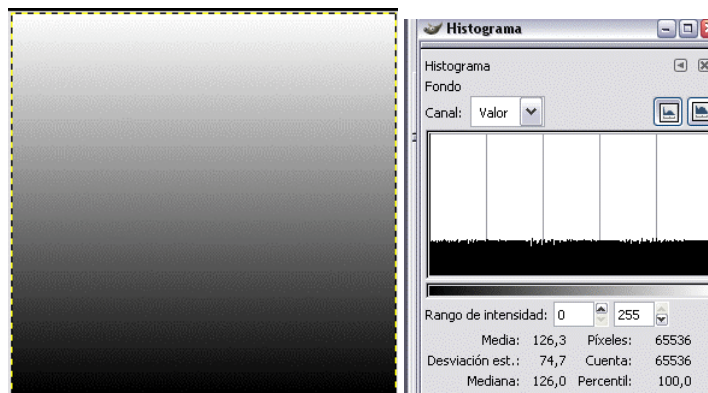 Histograma
Histograma
Fondo
Canal: Valor
Rango de intensidad: 0 255
Media: 126,3 Píxeles: 65536
Desviación est.: 74,7 Cuenta: 65536
Mediana: 126,0 Percentil: 100,0